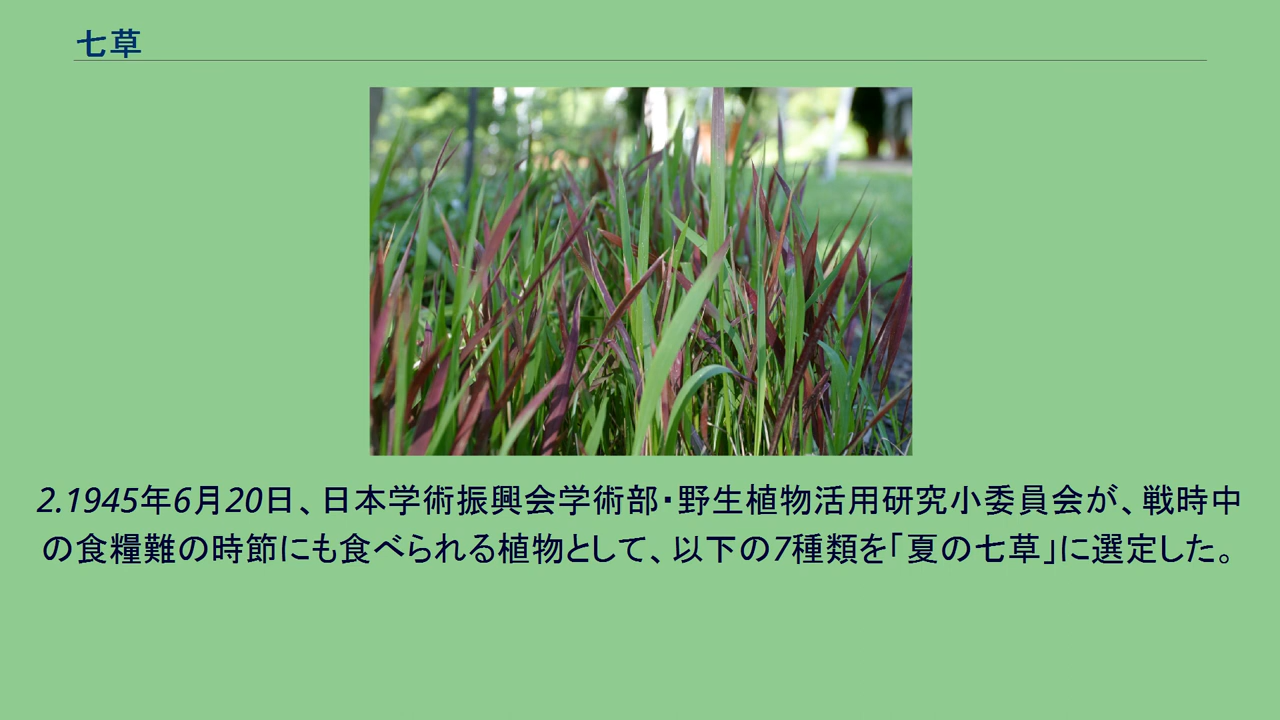 七草
2.1945年6月20日、日本学術振興会学術部・野生植物活用研究小委員会が、戦時中
の食糧難の時節にも食べられる植物として、以下の7種類を「夏の七草」に選定した。